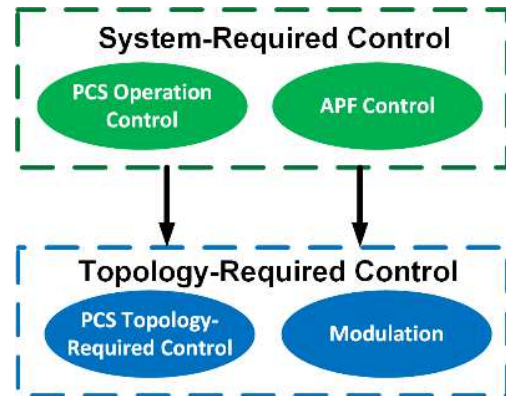 System-Required Control
PCS Operation
Control
APF Control
Topology-Required Control
PCS Topology-
Required Control
Modulation